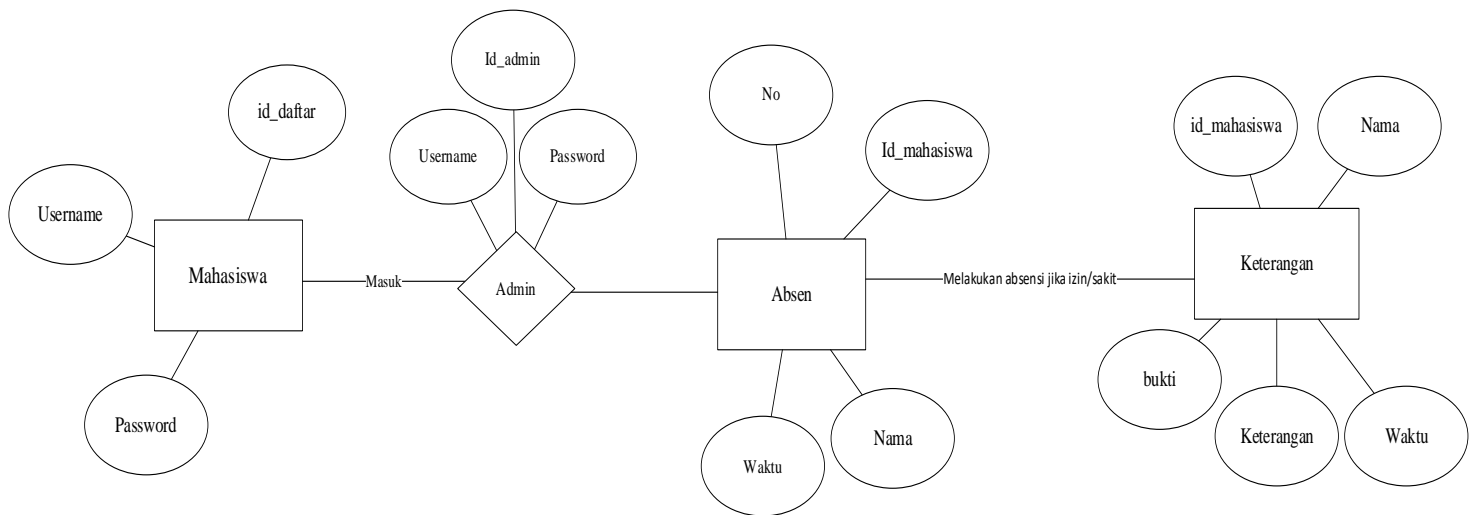 Id_admin
id_daftar
No
id_mahasiswa
Nama
Username
Password
Id_mahasiswa
Username
Mahasiswa
Masuk
Admin
Absen
Melakukan absensi jika izin/sakit
Keterangan
bukti
Password
Waktu
Nama
Keterangan
Waktu